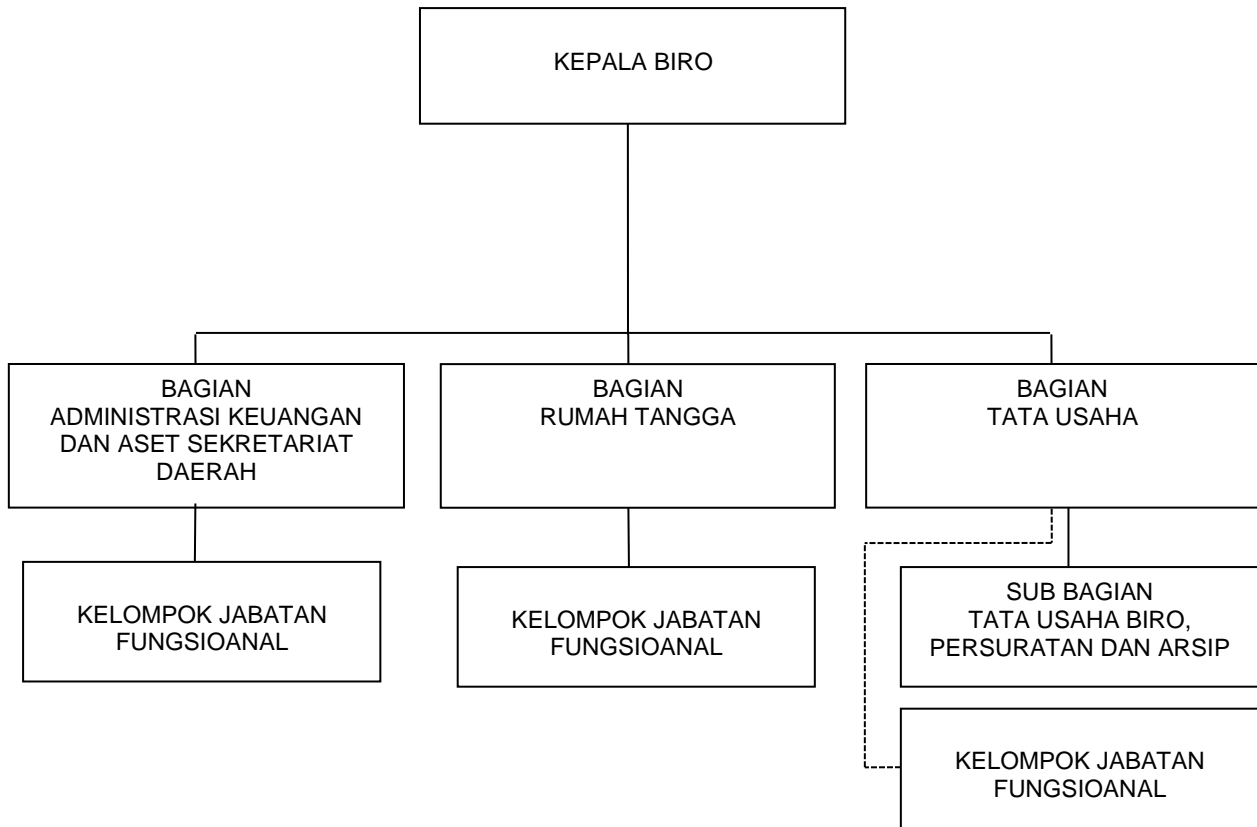 KEPALA BIRO
BAGIAN
ADMINISTRASI KEUANGAN
DAN ASET SEKRETARIAT
DAERAH
BAGIAN
RUMAH TANGGA
BAGIAN
TATA USAHA
KELOMPOK JABATAN
FUNGSIOANAL
KELOMPOK JABATAN
FUNGSIOANAL
SUB BAGIAN
TATA USAHA BIRO,
PERSURATAN DAN ARSIP
KELOMPOK JABATAN
FUNGSIOANAL